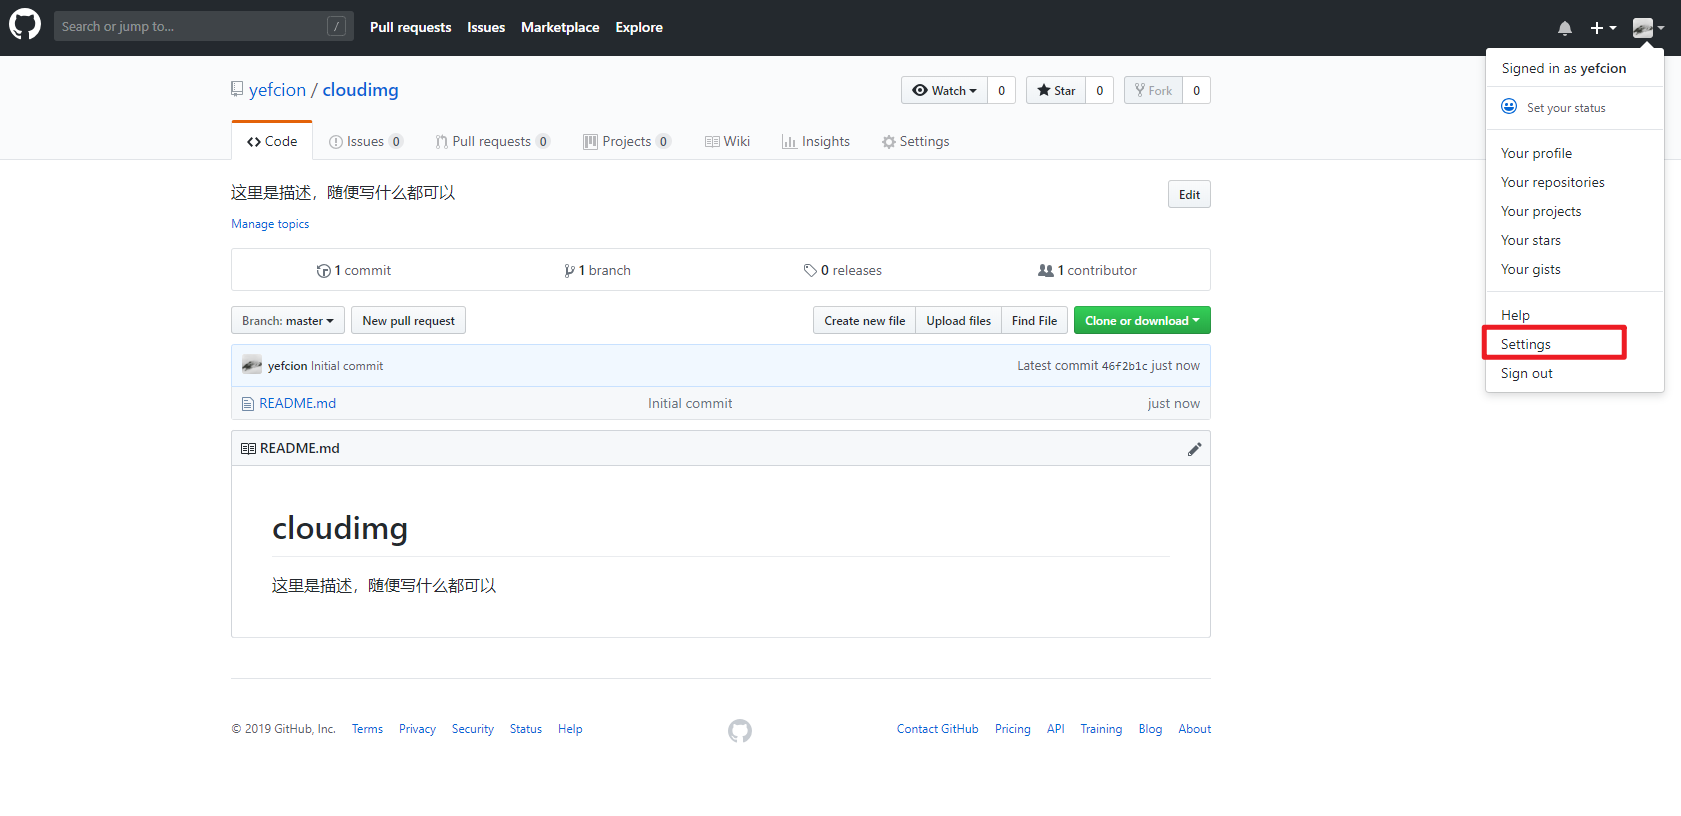 Search or jump to... /
Pull requests Issues Marketplace Explore
Signed in as yefcion
Set your status
Your profile
Your repositories
Your projects
Your stars
Your gists
Help
Settings
Sign out
yefcion / cloudimg
Watch 0 Star 0 Fork 0
Code Issues 0 Pull requests 0 Projects 0 Wiki Insights Settings
这里是描述，随便写什么都可以
Edit
Manage topics
1 commit 1 branch 0 releases 1 contributor
Branch: master New pull request Create new file Upload files Find File Clone or download
yefcion Initial commit Latest commit 46f2b1c just now
README.md Initial commit just now
README.md
cloudimg
这里是描述，随便写什么都可以
© 2019 GitHub, Inc. Terms Privacy Security Status Help Contact GitHub Pricing API Training Blog About